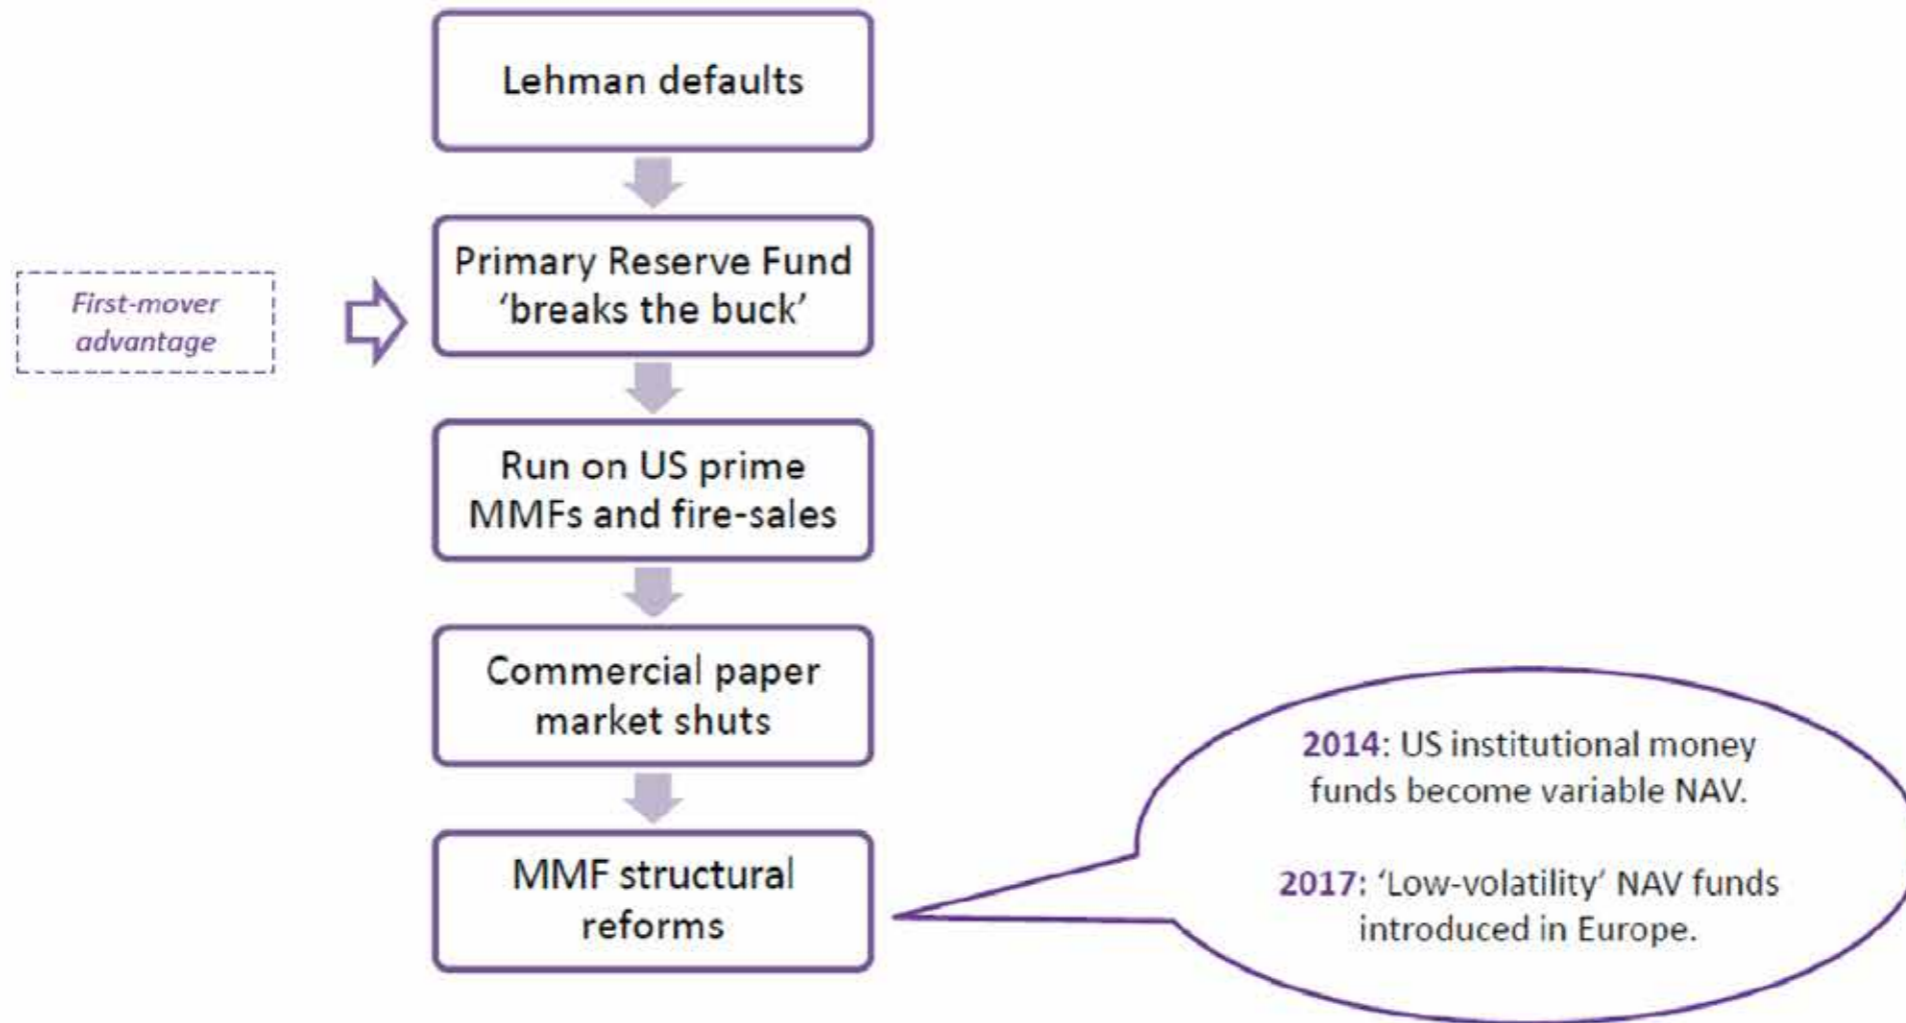 Lehman defaults
Primary Reserve Fund
‘breaks the buck’
First-mover
advantage
Run on US prime
MMFs and fire-sales
Commercial paper
market shuts
MMF structural
reforms
2014: US institutional money
funds become variable NAV.
2017: ‘Low-volatility’ NAV funds
introduced in Europe.